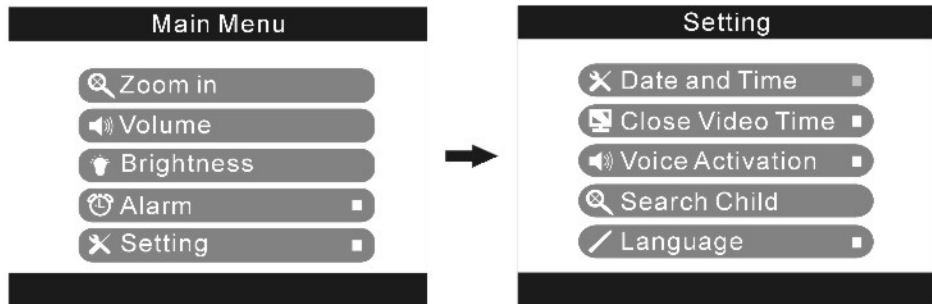 Main Menu
Zoom in
Volume
Brightness
Alarm
Setting
Setting
Date and Time
Close Video Time
Voice Activation
Search Child
Language